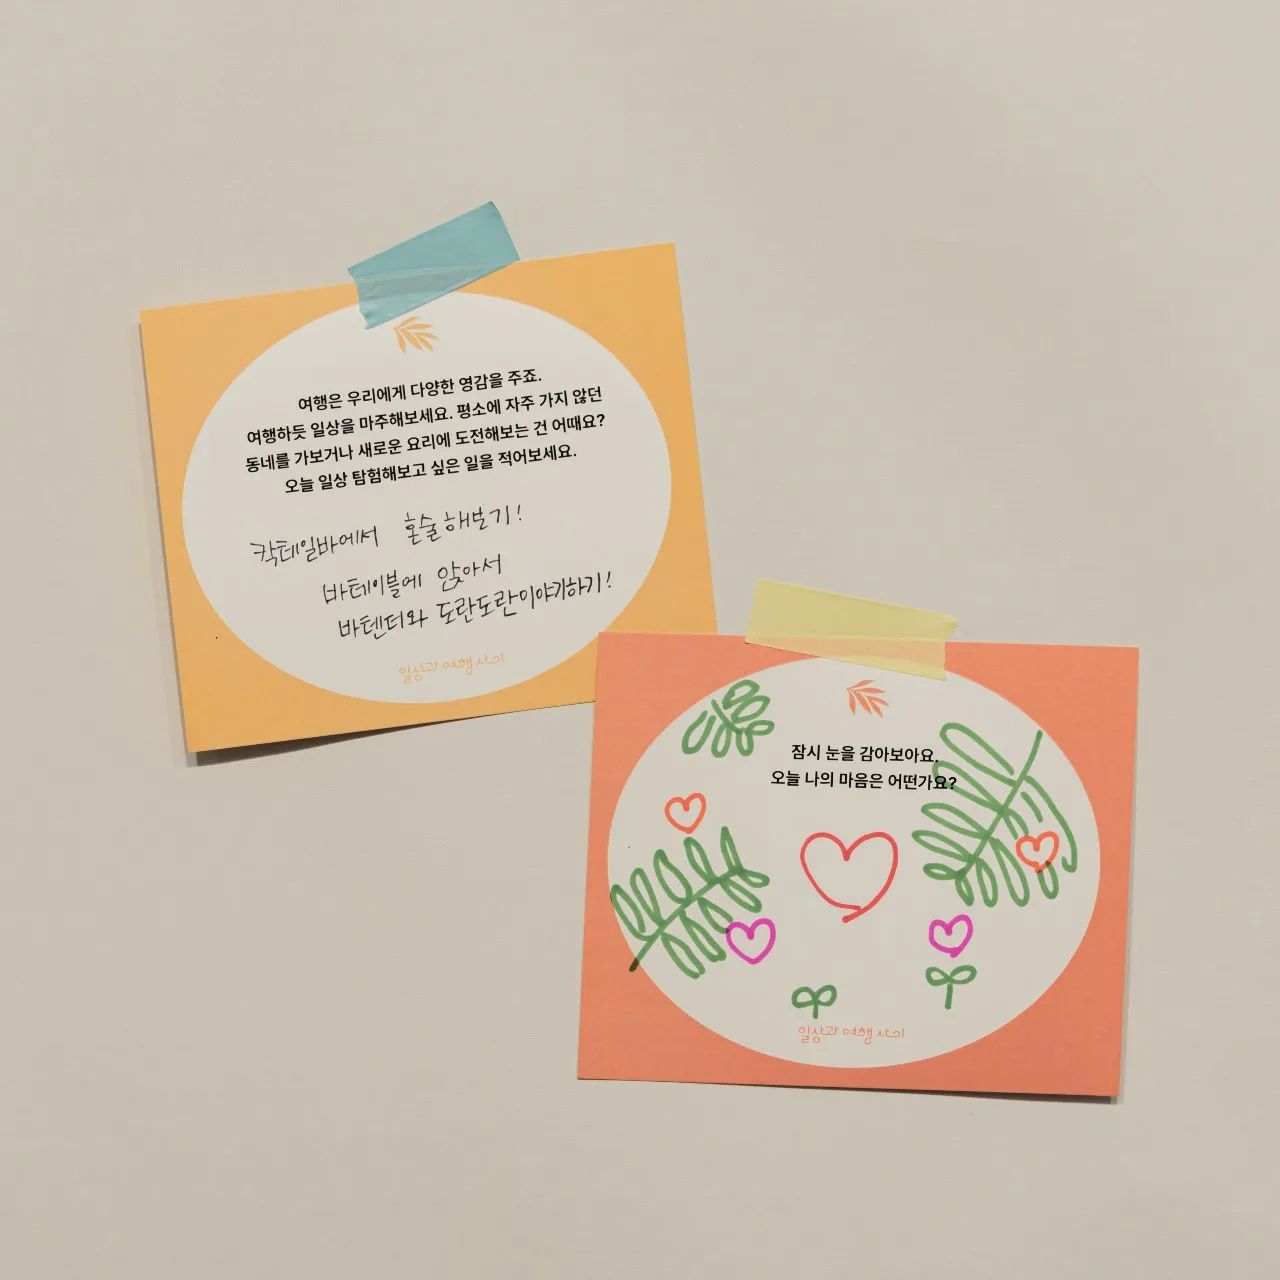 여행은 우리에게 다양한 영감을 주죠.
여행하듯 일상을 마주해보세요. 평소에 자주 가지 않던
동네를 가보거나 새로운 요리에 도전해보는 건 어때요?
오늘 일상 탐험해보고 싶은 일을 적어보세요.
칵테일바에서 혼술해보기!
바테이블에 앉아서
바텐더와 도란도란이야기하기!
일상과 여행 사이
잠시 눈을 감아보아요.
오늘 나의 마음은 어떤가요?
일상과 여행 사이